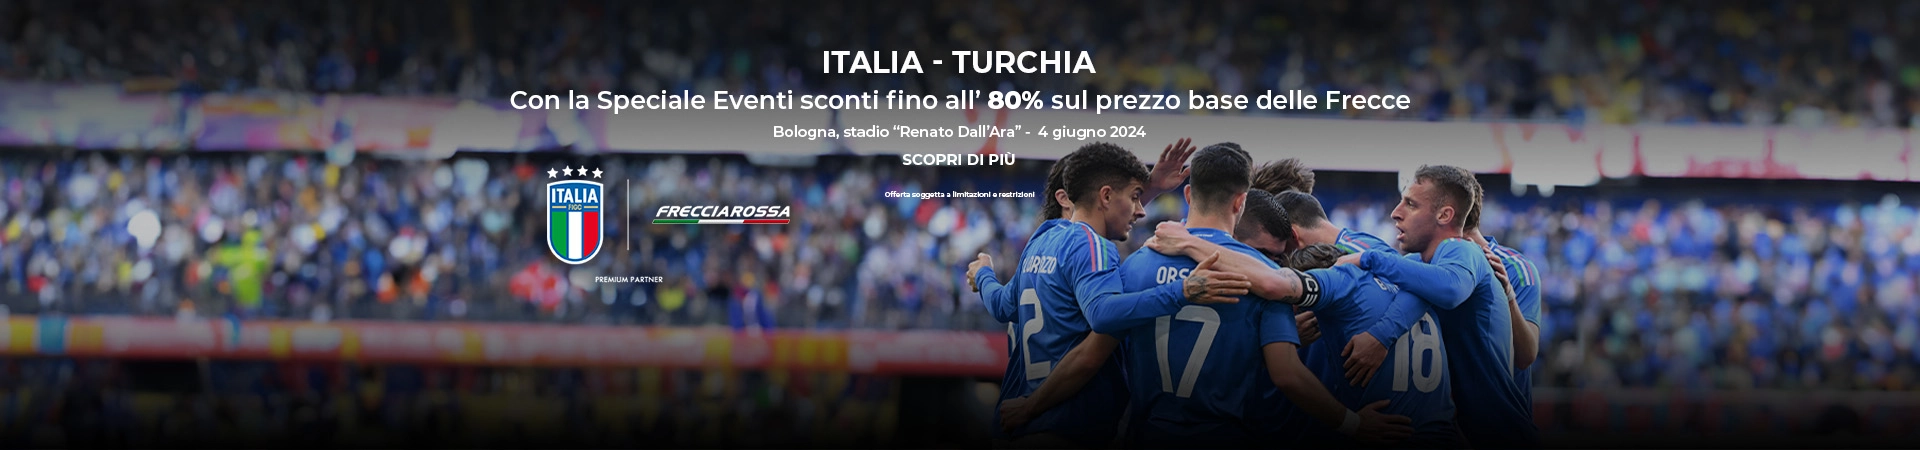 ITALIA - TURCHIA
Con la Speciale Eventi sconti fino all’ 80% sul prezzo base delle Frecce
Bologna, stadio “Renato Dall’Ara” - 4 giugno 2024
SCOPRI DI PIÙ
Offerta soggetta a limitazioni e restrizioni
ITALIA
FIGC
FRECCIAROSSA
PREMIUM PARTNER
2
17
18